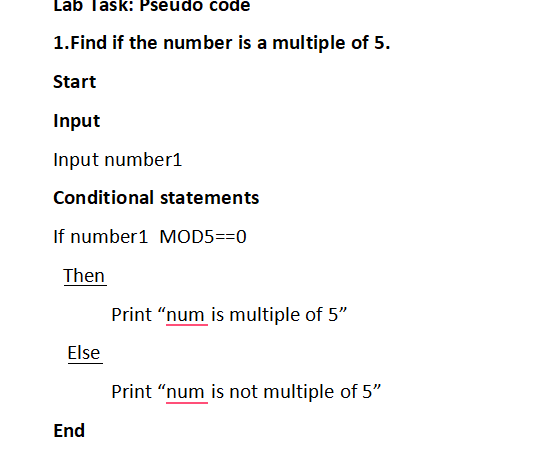 Lab Task: Pseudo code
1.Find if the number is a multiple of 5.
Start
Input
Input number1
Conditional statements
If number1  MOD5==0
Then
Print “num is multiple of 5”
Else
Print “num is not multiple of 5”
End